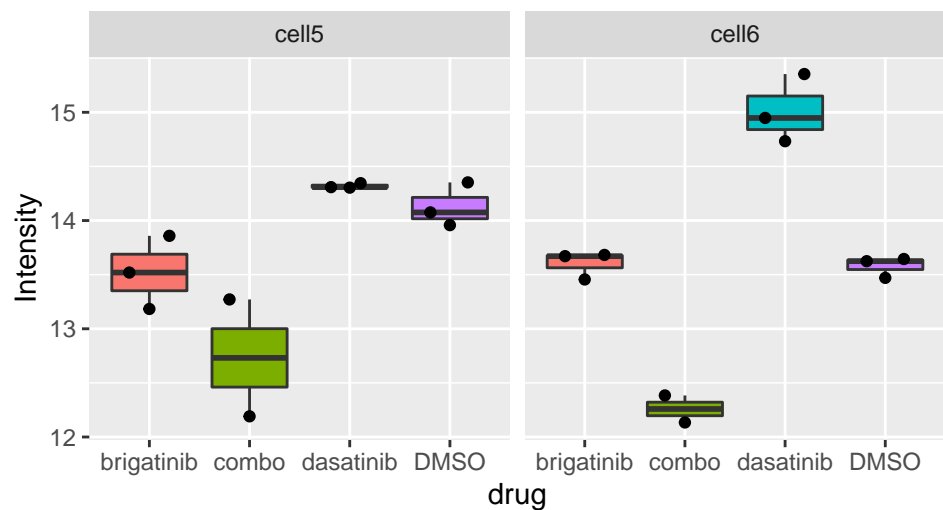 cell5 cell6
Intensity
15
14
13
12
brigatinib combo dasatinib DMSO brigatinib combo dasatinib DMSO
drug